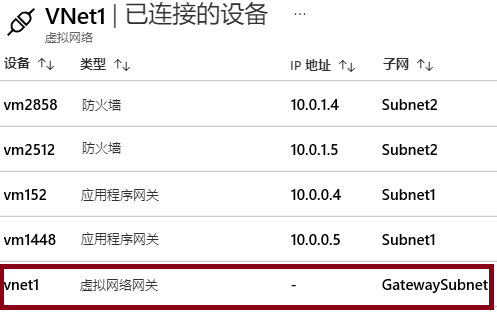 VNet1 | 已连接的设备 ...
虚拟网络
设备 ↑↓ 类型 ↑↓ IP 地址 ↑↓ 子网 ↑↓
vm2858 防火墙 10.0.1.4 Subnet2
vm2512 防火墙 10.0.1.5 Subnet2
vm152 应用程序网关 10.0.0.4 Subnet1
vm1448 应用程序网关 10.0.0.5 Subnet1
vnet1 虚拟网络网关 - GatewaySubnet